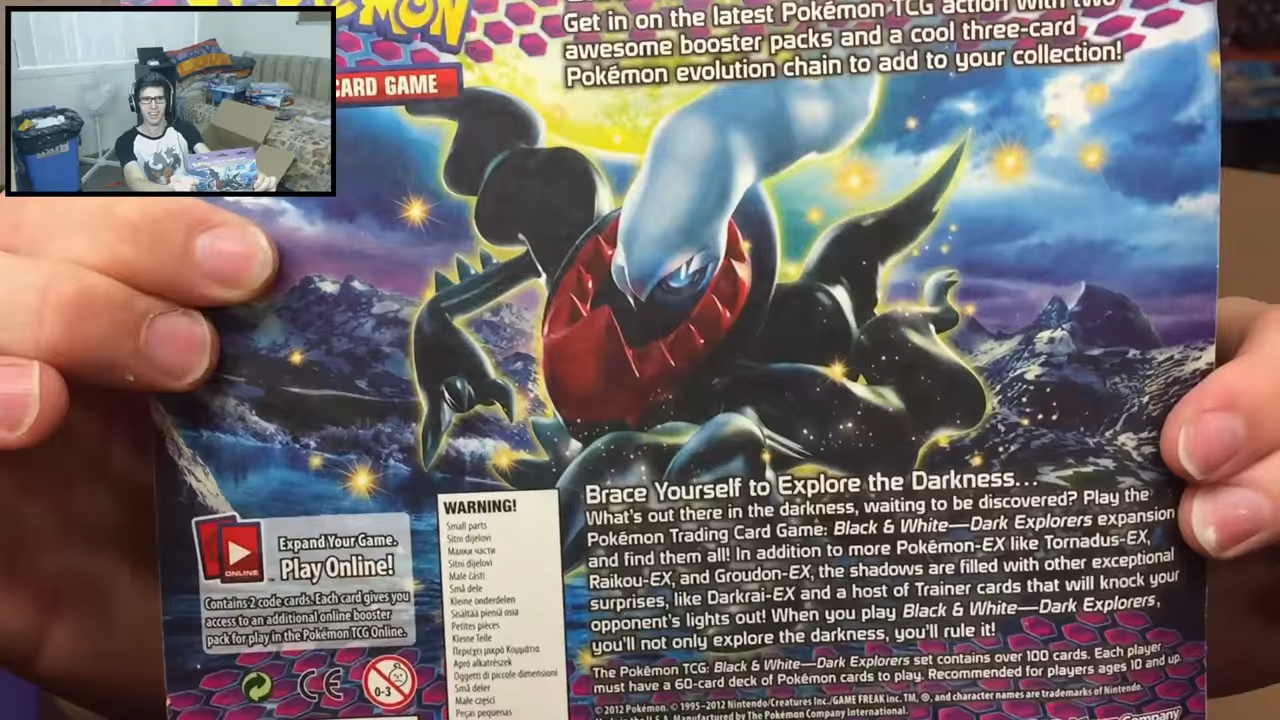 POKéMON
CARD GAME
Get in on the latest Pokémon TCG action with two
awesome booster packs and a cool three-card
Pokémon evolution chain to add to your collection!
Brace Yourself to Explore the Darkness...
What's out there in the darkness, waiting to be discovered? Play the
Pokémon Trading Card Game: Black & White—Dark Explorers expansion
and find them all! In addition to more Pokémon-EX like Tornadus-EX,
Raikou-EX, and Groudon-EX, the shadows are filled with other exceptional
surprises, like Darkrai-EX and a host of Trainer cards that will knock your
opponent's lights out! When you play Black & White—Dark Explorers,
you'll not only explore the darkness, you'll rule it!
The Pokémon TCG: Black & White—Dark Explorers set contains over 100 cards. Each player
must have a 60-card deck of Pokémon cards to play. Recommended for players ages 10 and up.
© 2012 Pokémon. © 1995–2012 Nintendo/Creatures Inc./GAME FREAK inc. TM, ®, and character names are trademarks of Nintendo.
Made in the U.S.A. Manufactured by The Pokémon Company International.
Company
WARNING!
Small parts
Sitni dijelovi
Малки части
Sitni dijelovi
Malé části
Små dele
Kleine onderdelen
Sisältää pieniä osia
Petites pièces
Kleine Teile
Περιέχει μικρά Κομμάτια
Apró alkatrészek
Oggetti di piccole dimensioni
Små deler
Małe części
Peças pequenas
ONLINE
Expand Your Game.
Play Online!
Contains 2 code cards. Each card gives you
access to an additional online booster
pack for play in the Pokémon TCG Online.
CE
0-3